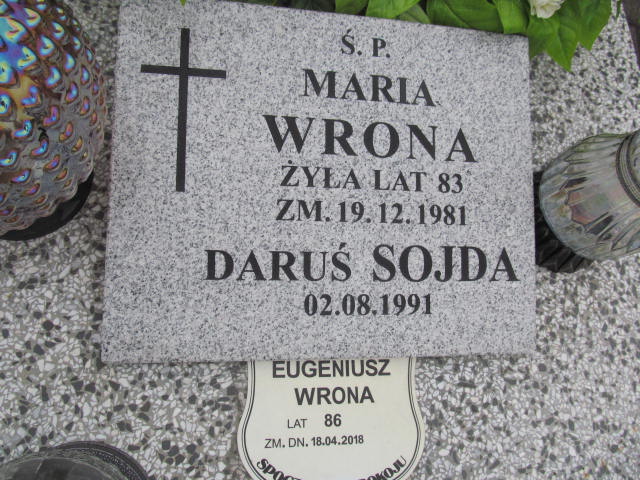 Ś. P.
MARIA
WRONA
ŻYŁA LAT 83
ZM. 19.12.1981
DARUŚ SOJDA
02.08.1991
EUGENIUSZ
WRONA
LAT 86
ZM. DN. 18.04.2018